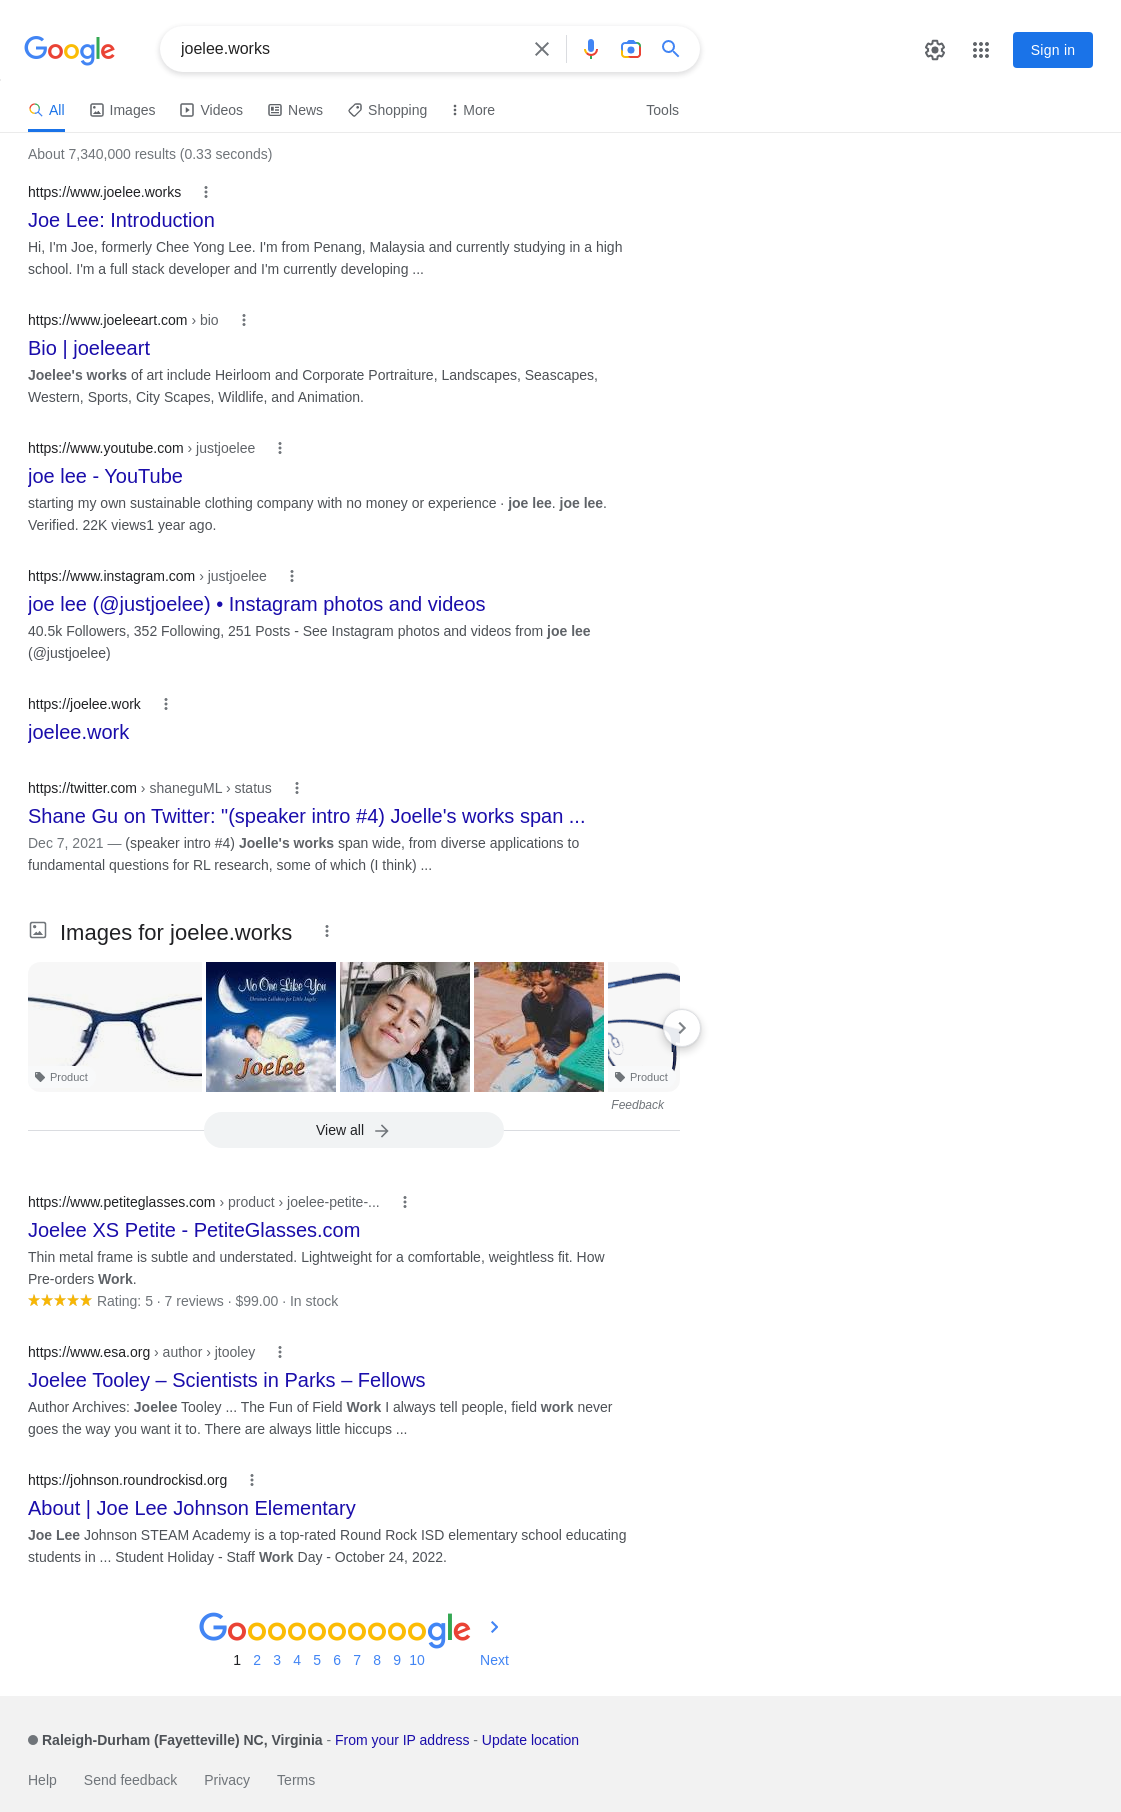 Google
joelee.works
Sign in
All
Images
Videos
News
Shopping
More
Tools
About 7,340,000 results (0.33 seconds)
https://www.joelee.works
Joe Lee: Introduction
Hi, I'm Joe, formerly Chee Yong Lee. I'm from Penang, Malaysia and currently studying in a high
school. I'm a full stack developer and I'm currently developing ...
https://www.joeleeart.com › bio
Bio | joeleeart
Joelee's works of art include Heirloom and Corporate Portraiture, Landscapes, Seascapes,
Western, Sports, City Scapes, Wildlife, and Animation.
https://www.youtube.com › justjoelee
joe lee - YouTube
starting my own sustainable clothing company with no money or experience · joe lee. joe lee.
Verified. 22K views1 year ago.
https://www.instagram.com › justjoelee
joe lee (@justjoelee) • Instagram photos and videos
40.5k Followers, 352 Following, 251 Posts - See Instagram photos and videos from joe lee
(@justjoelee)
https://joelee.work
joelee.work
https://twitter.com › shaneguML › status
Shane Gu on Twitter: "(speaker intro #4) Joelle's works span ...
Dec 7, 2021 — (speaker intro #4) Joelle's works span wide, from diverse applications to
fundamental questions for RL research, some of which (I think) ...
Images for joelee.works
No One Like You
Christian Lullabies for Little Angels
Joelee
Product
Product
Feedback
View all
https://www.petiteglasses.com › product › joelee-petite-...
Joelee XS Petite - PetiteGlasses.com
Thin metal frame is subtle and understated. Lightweight for a comfortable, weightless fit. How
Pre-orders Work.
Rating: 5 · 7 reviews · $99.00 · In stock
https://www.esa.org › author › jtooley
Joelee Tooley – Scientists in Parks – Fellows
Author Archives: Joelee Tooley ... The Fun of Field Work I always tell people, field work never
goes the way you want it to. There are always little hiccups ...
https://johnson.roundrockisd.org
About | Joe Lee Johnson Elementary
Joe Lee Johnson STEAM Academy is a top-rated Round Rock ISD elementary school educating
students in ... Student Holiday - Staff Work Day - October 24, 2022.
Goooooooooogle
1 2 3 4 5 6 7 8 9 10 Next
Raleigh-Durham (Fayetteville) NC, Virginia - From your IP address - Update location
Help Send feedback Privacy Terms